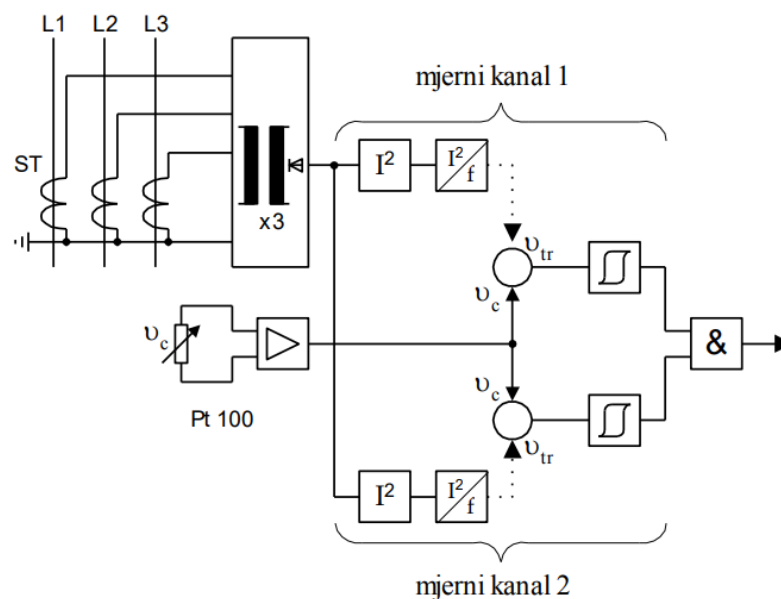 L1 L2 L3
mjerni kanal 1
ST
I²
I²/f
x3
υtr
υc
υc
&
υc
Pt 100
υtr
I²
I²/f
mjerni kanal 2